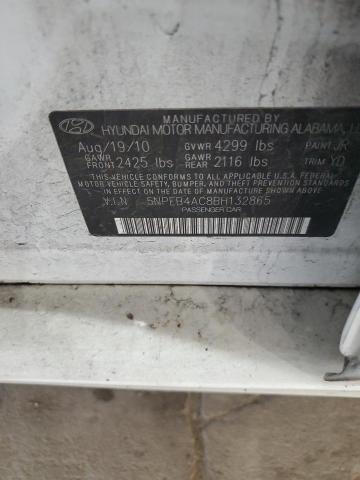 MANUFACTURED BY
HYUNDAI MOTOR MANUFACTURING ALABAMA,
Aug/19/10 GVWR 4299 lbs PAINT JR
GAWR FRONT 2425 lbs GAWR REAR 2116 lbs TRIM YD
THIS VEHICLE CONFORMS TO ALL APPLICABLE U.S.A. FEDERAL
MOTOR VEHICLE SAFETY, BUMPER, AND THEFT PREVENTION
STANDARDS IN EFFECT ON THE DATE OF MANUFACTURE SHOWN ABOVE.
V.I.N 5NPEB4AC8BH132865
PASSENGER CAR